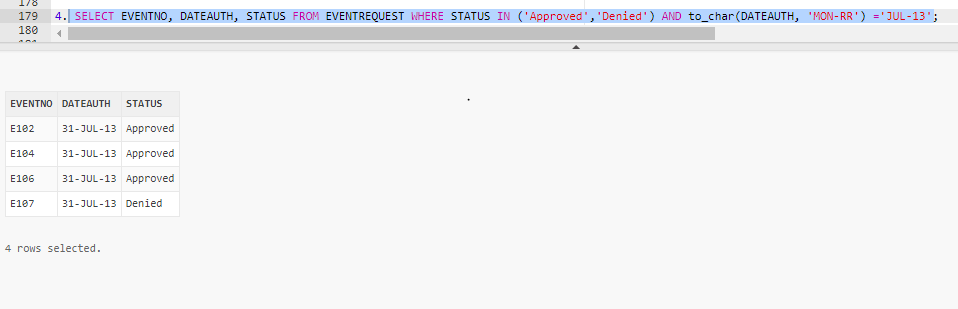 178
179 4. SELECT EVENTNO, DATEAUTH, STATUS FROM EVENTREQUEST WHERE STATUS IN ('Approved','Denied') AND to_char(DATEAUTH, 'MON-RR') ='JUL-13';
180
EVENTNO DATEAUTH STATUS
E102 31-JUL-13 Approved
E104 31-JUL-13 Approved
E106 31-JUL-13 Approved
E107 31-JUL-13 Denied
4 rows selected.